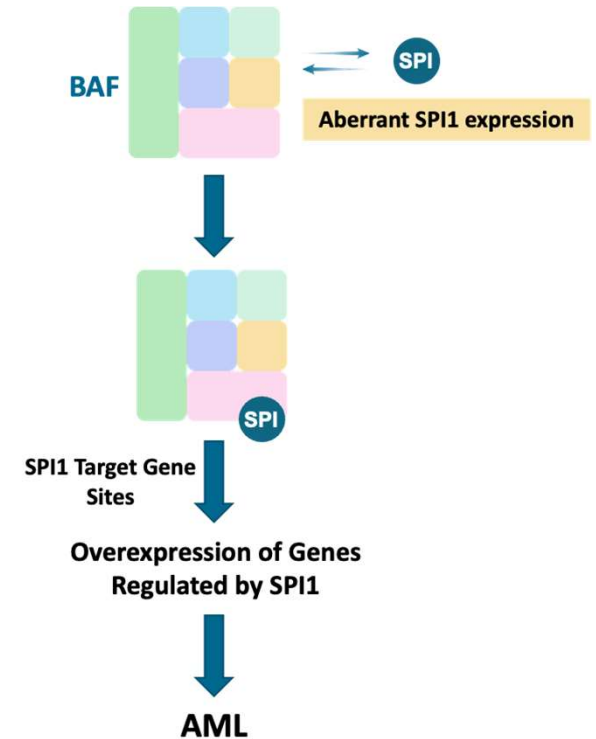 BAF
SPI
Aberrant SPI1 expression
SPI
SPI1 Target Gene
Sites
Overexpression of Genes
Regulated by SPI1
AML